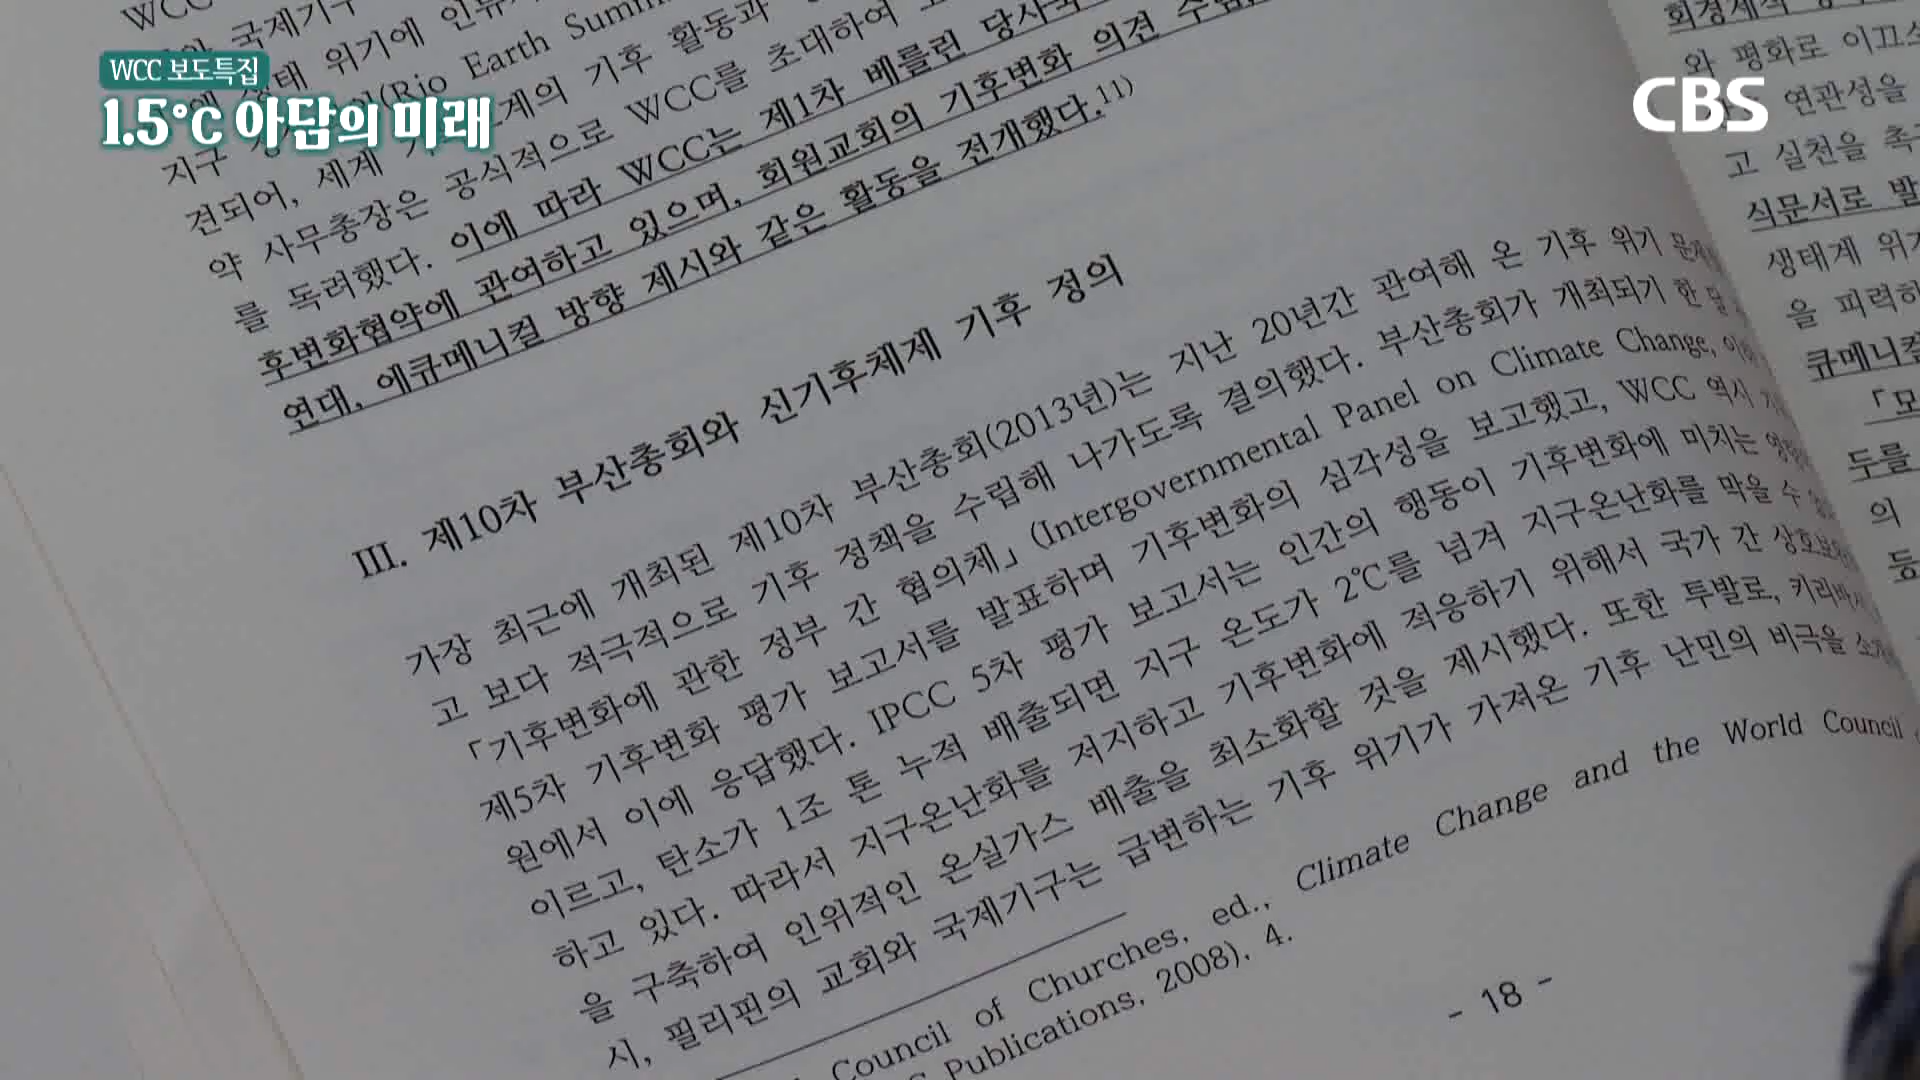 WCC 보도특집
1.5℃ 아담의 미래
CBS
WCC
국제기구
위기에 인류
(Rio Earth Summ
계의 기후 활동과
지구
견되어, 세계 공식적으로 WCC를 초대하여
약 사무총장은
를 독려했다. 이에 따라 WCC는 제1차 베를린 당사국
후변화협약에 관여하고 있으며, 회원교회의 기후변화 의견 수렴,
연대, 에큐메니컬 방향 제시와 같은 활동을 전개했다.11)
III. 제10차 부산총회와 신기후체제 기후 정의
가장 최근에 개최된 제10차 부산총회(2013년)는 지난 20년간 관여해 온 기후 위기
고 보다 적극적으로 기후 정책을 수립해 나가도록 결의했다. 부산총회가 개최되기 한 달
「기후변화에 관한 정부 간 협의체」(Intergovernmental Panel on Climate Change,
제5차 기후변화 평가 보고서를 발표하며 기후변화의 심각성을 보고했고, WCC 역시
원에서 이에 응답했다. IPCC 5차 평가 보고서는 인간의 행동이 기후변화에 미치는
이르고, 탄소가 1조 톤 누적 배출되면 지구 온도가 2℃를 넘겨 지구온난화를 막을 수
하고 있다. 따라서 지구온난화를 저지하고 기후변화에 적응하기 위해서 국가 간
을 구축하여 인위적인 온실가스 배출을 최소화할 것을 제시했다. 또한 투발로, 키리바
시, 필리핀의 교회와 국제기구는 급변하는 기후 위기가 가져온 기후 난민의 비극을
Council of Churches, ed., Climate Change and the World Council
Publications, 2008), 4.
- 18 -
와 평화로 이끄
연관성을
고 실천을 촉
식문서로 발
생태계 위기
을 피력하
큐메니컬
「모
두를
의
등